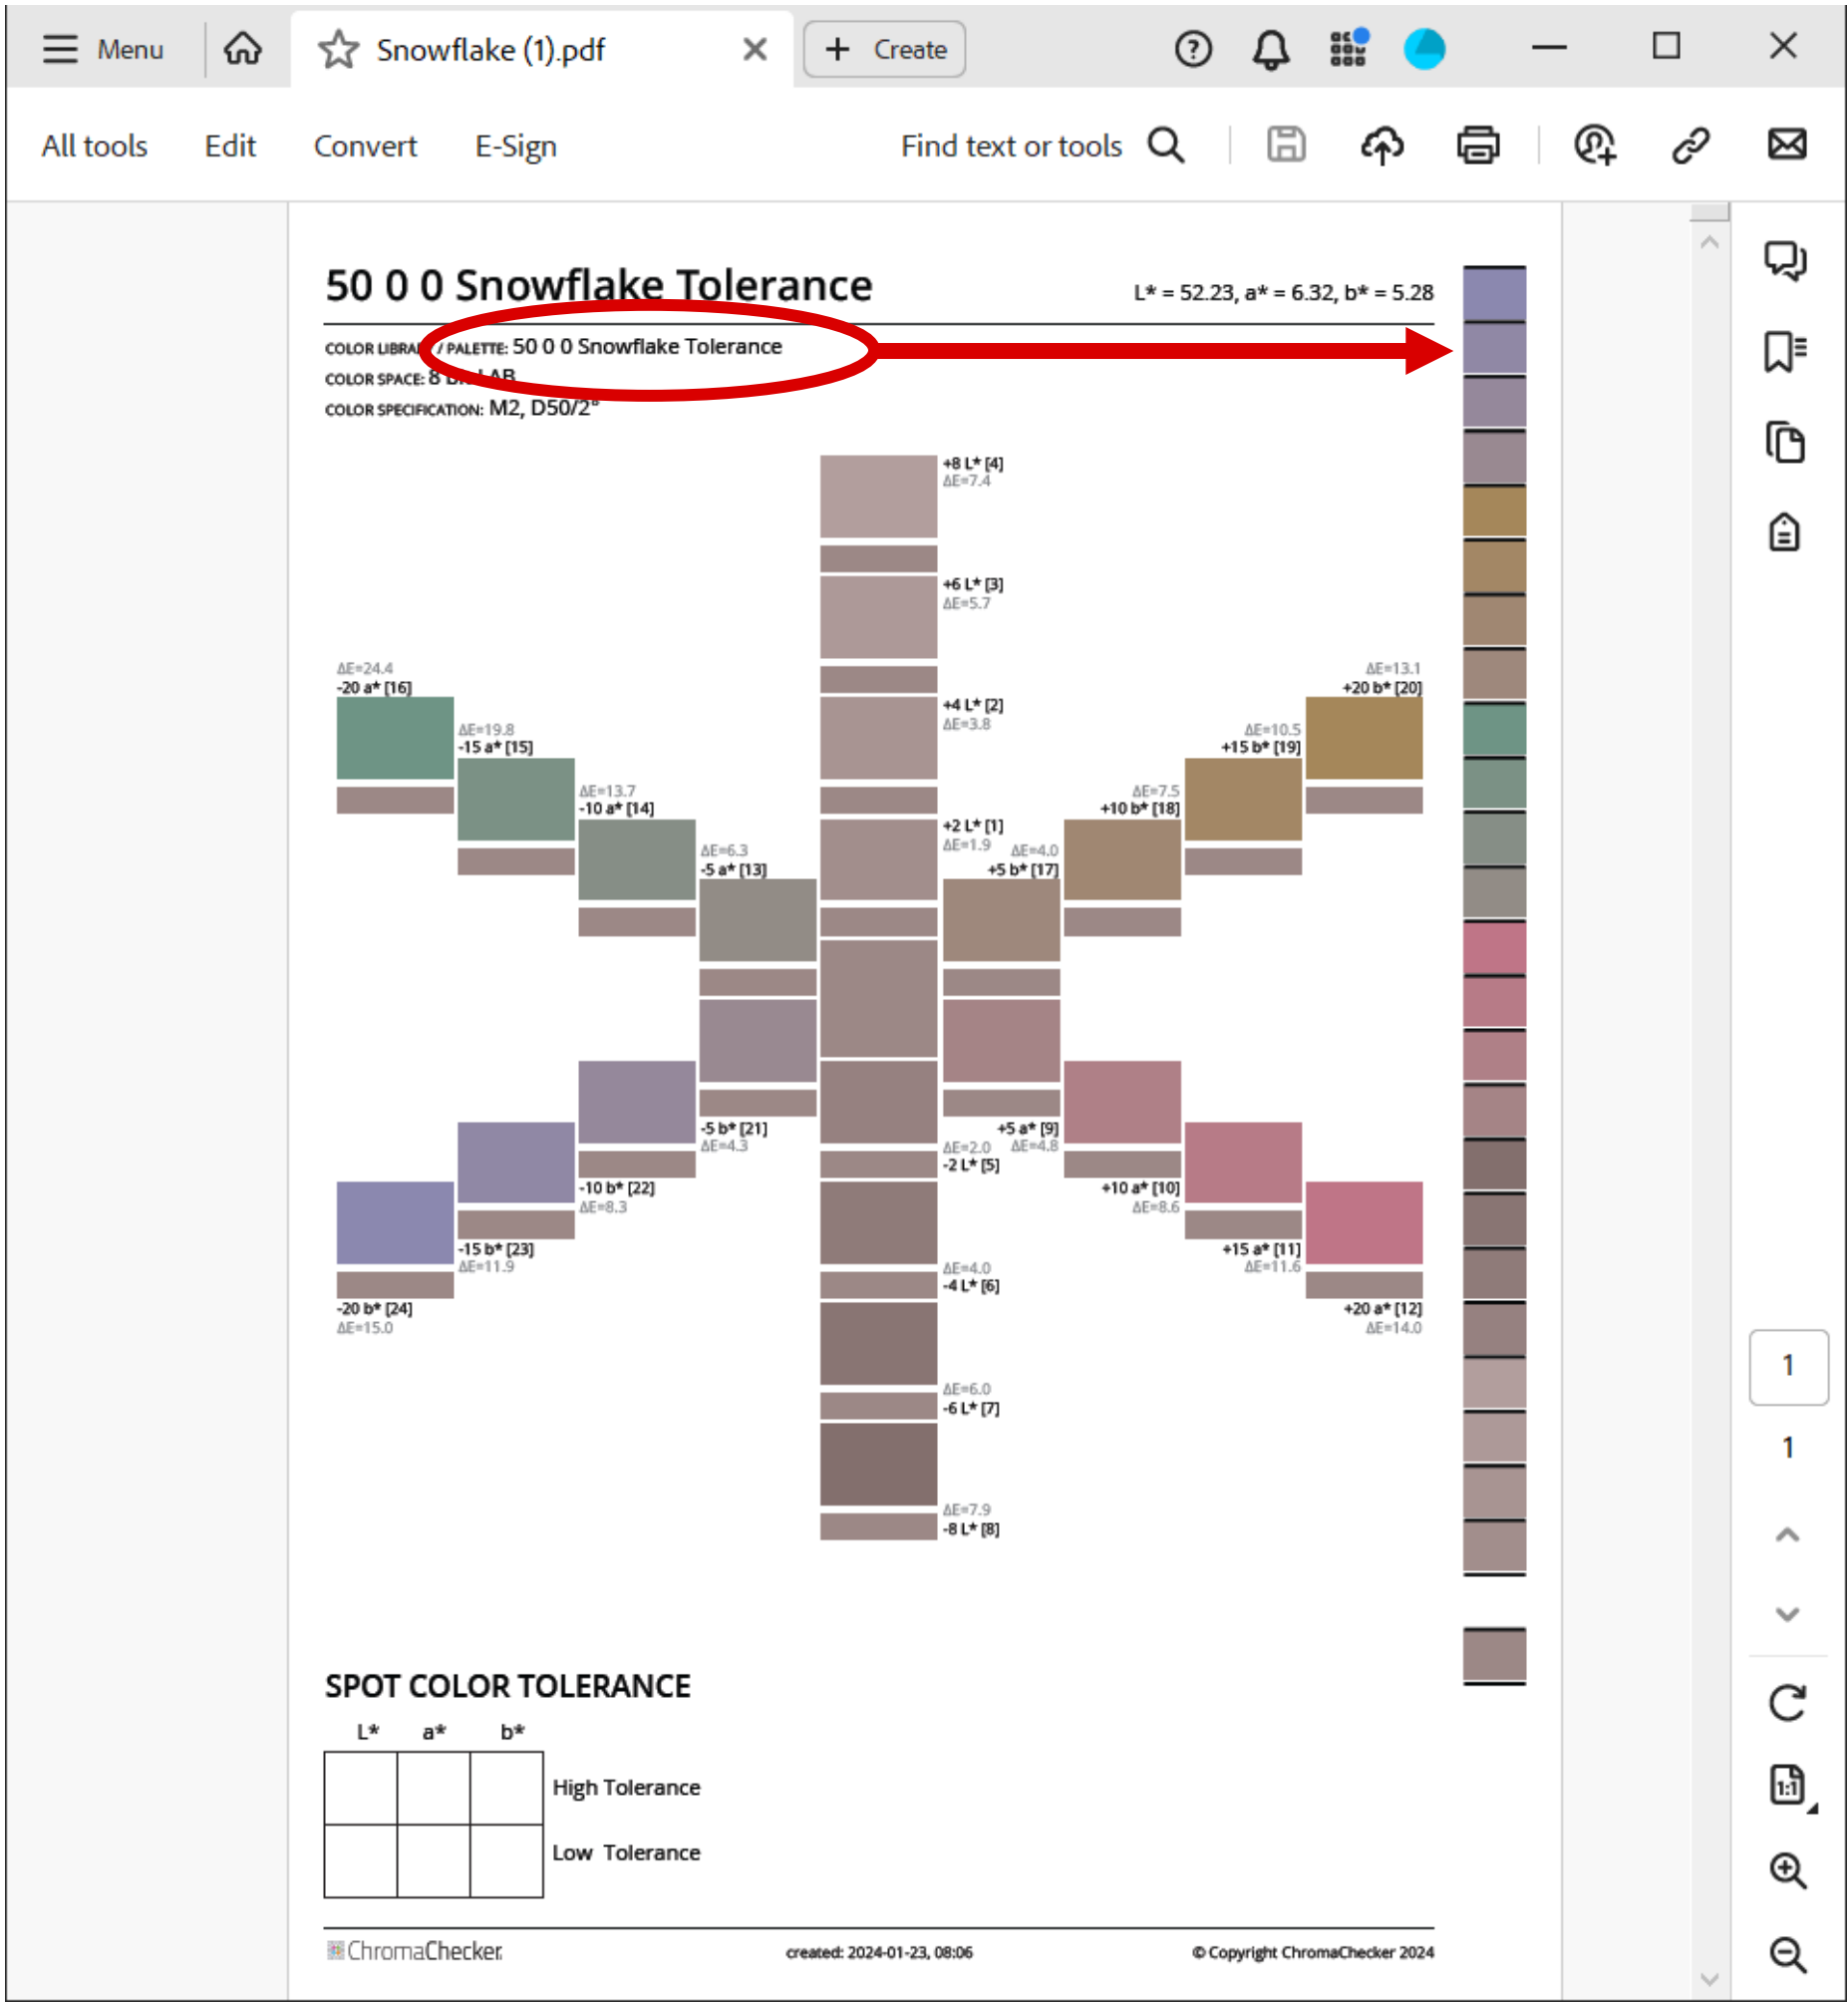 Menu
Snowflake (1).pdf
+ Create
All tools Edit Convert E-Sign Find text or tools
50 0 0 Snowflake Tolerance
L* = 52.23, a* = 6.32, b* = 5.28
COLOR LIBRARY / PALETTE: 50 0 0 Snowflake Tolerance
COLOR SPACE: 8 Bit LAB
COLOR SPECIFICATION: M2, D50/2°
+8 L* [4]
ΔE=7.4
+6 L* [3]
ΔE=5.7
ΔE=24.4
-20 a* [16]
ΔE=13.1
+20 b* [20]
+4 L* [2]
ΔE=3.8
ΔE=19.8
-15 a* [15]
ΔE=10.5
+15 b* [19]
ΔE=13.7
-10 a* [14]
ΔE=7.5
+10 b* [18]
+2 L* [1]
ΔE=1.9
ΔE=6.3
-5 a* [13]
ΔE=4.0
+5 b* [17]
-5 b* [21]
ΔE=4.3
+5 a* [9]
ΔE=4.8
ΔE=2.0
-2 L* [5]
-10 b* [22]
ΔE=8.3
+10 a* [10]
ΔE=8.6
-15 b* [23]
ΔE=11.9
+15 a* [11]
ΔE=11.6
ΔE=4.0
-4 L* [6]
-20 b* [24]
ΔE=15.0
+20 a* [12]
ΔE=14.0
ΔE=6.0
-6 L* [7]
ΔE=7.9
-8 L* [8]
1
1
SPOT COLOR TOLERANCE
L* a* b*
High Tolerance
Low Tolerance
1:1
ChromaChecker
created: 2024-01-23, 08:06
© Copyright ChromaChecker 2024